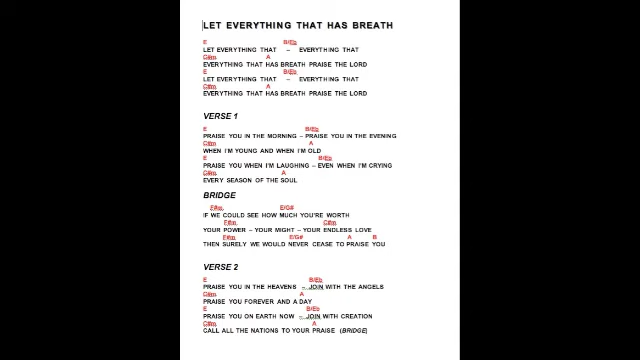 LET EVERYTHING THAT HAS BREATH
E B/Eb
LET EVERYTHING THAT – EVERYTHING THAT
C#m A
EVERYTHING THAT HAS BREATH PRAISE THE LORD
E B/Eb
LET EVERYTHING THAT – EVERYTHING THAT
C#m A
EVERYTHING THAT HAS BREATH PRAISE THE LORD
VERSE 1
E B/Eb
PRAISE YOU IN THE MORNING – PRAISE YOU IN THE EVENING
C#m A
WHEN I'M YOUNG AND WHEN I'M OLD
E B/Eb
PRAISE YOU WHEN I'M LAUGHING – EVEN WHEN I'M CRYING
C#m A
EVERY SEASON OF THE SOUL
BRIDGE
F#m E/G#
IF WE COULD SEE HOW MUCH YOU'RE WORTH
F#m C#m
YOUR POWER – YOUR MIGHT – YOUR ENDLESS LOVE
F#m E/G# A B
THEN SURELY WE WOULD NEVER CEASE TO PRAISE YOU
VERSE 2
E B/Eb
PRAISE YOU IN THE HEAVENS – JOIN WITH THE ANGELS
C#m A
PRAISE YOU FOREVER AND A DAY
E B/Eb
PRAISE YOU ON EARTH NOW – JOIN WITH CREATION
C#m A
CALL ALL THE NATIONS TO YOUR PRAISE (BRIDGE)